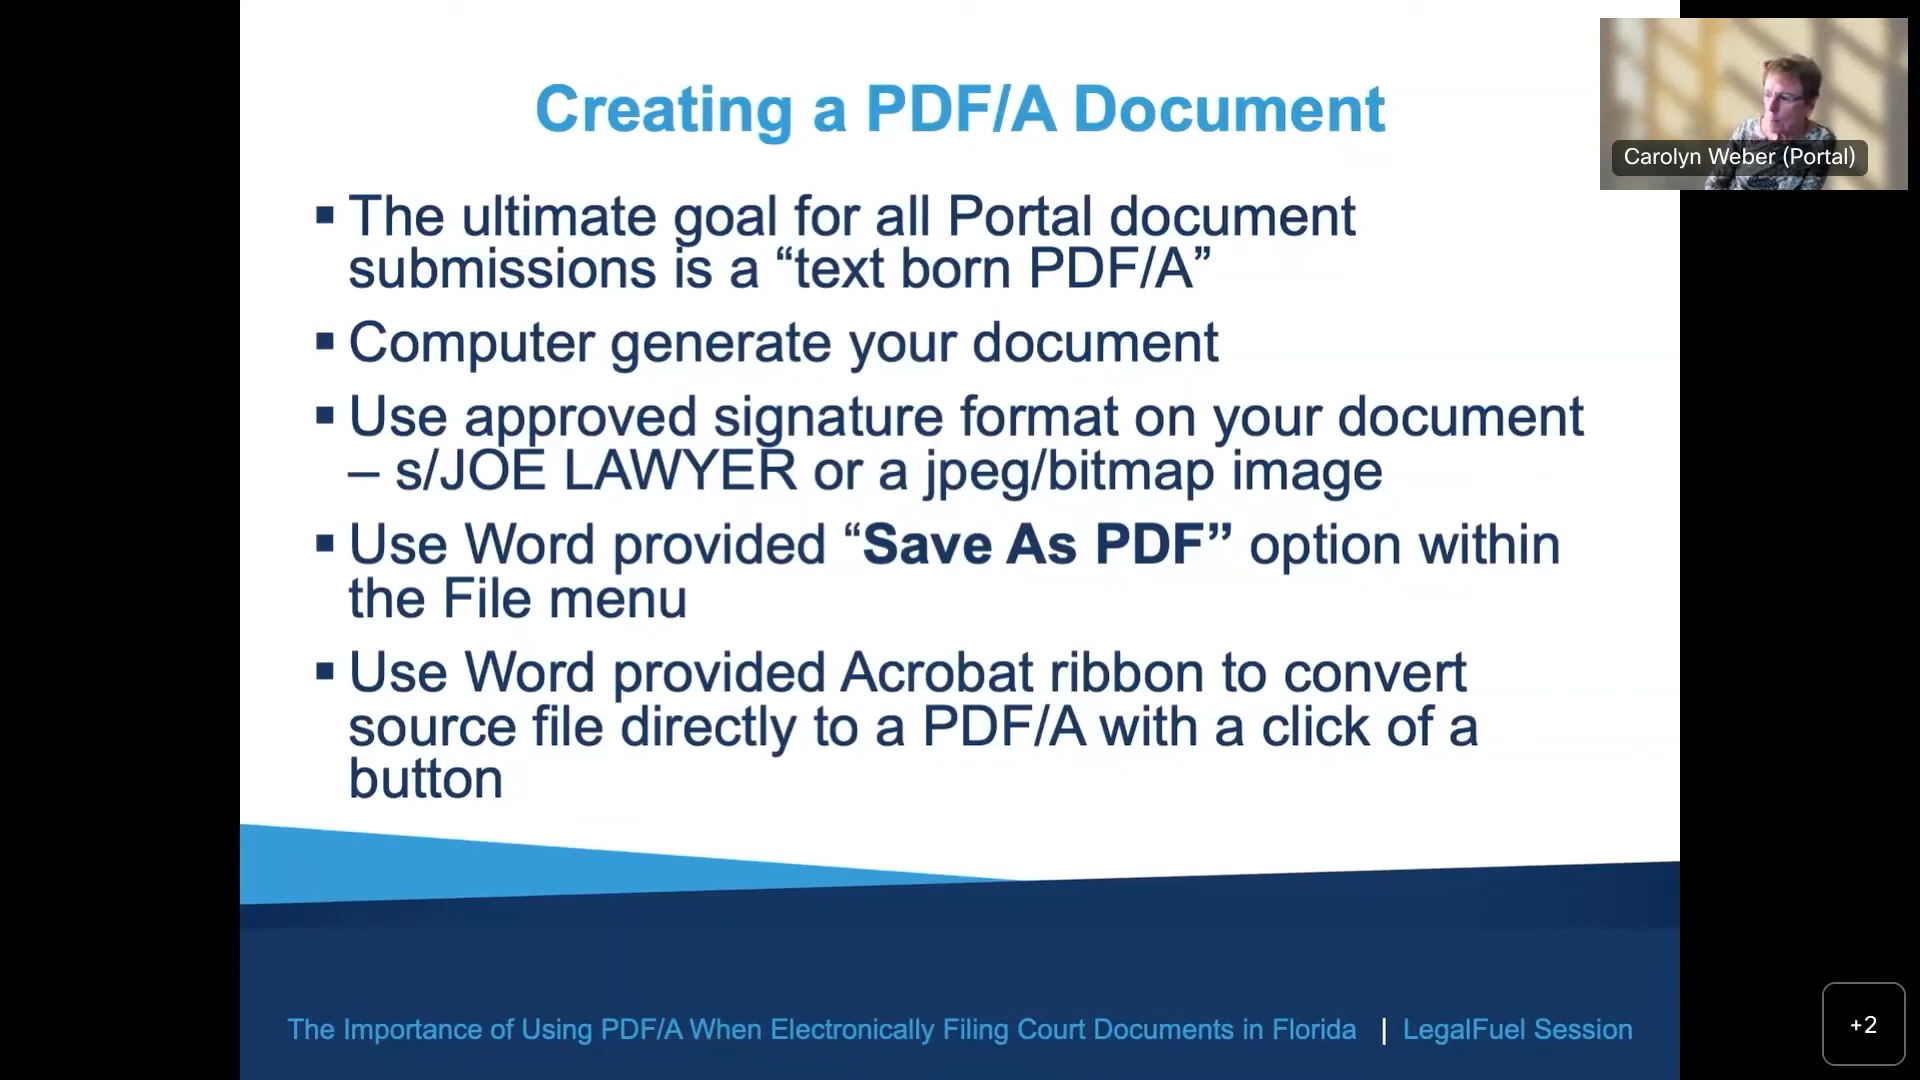 Creating a PDF/A Document
Carolyn Weber (Portal)
▪ The ultimate goal for all Portal document
submissions is a “text born PDF/A”
▪ Computer generate your document
▪ Use approved signature format on your document
– s/JOE LAWYER or a jpeg/bitmap image
▪ Use Word provided “Save As PDF” option within
the File menu
▪ Use Word provided Acrobat ribbon to convert
source file directly to a PDF/A with a click of a
button
The Importance of Using PDF/A When Electronically Filing Court Documents in Florida | LegalFuel Session
+2